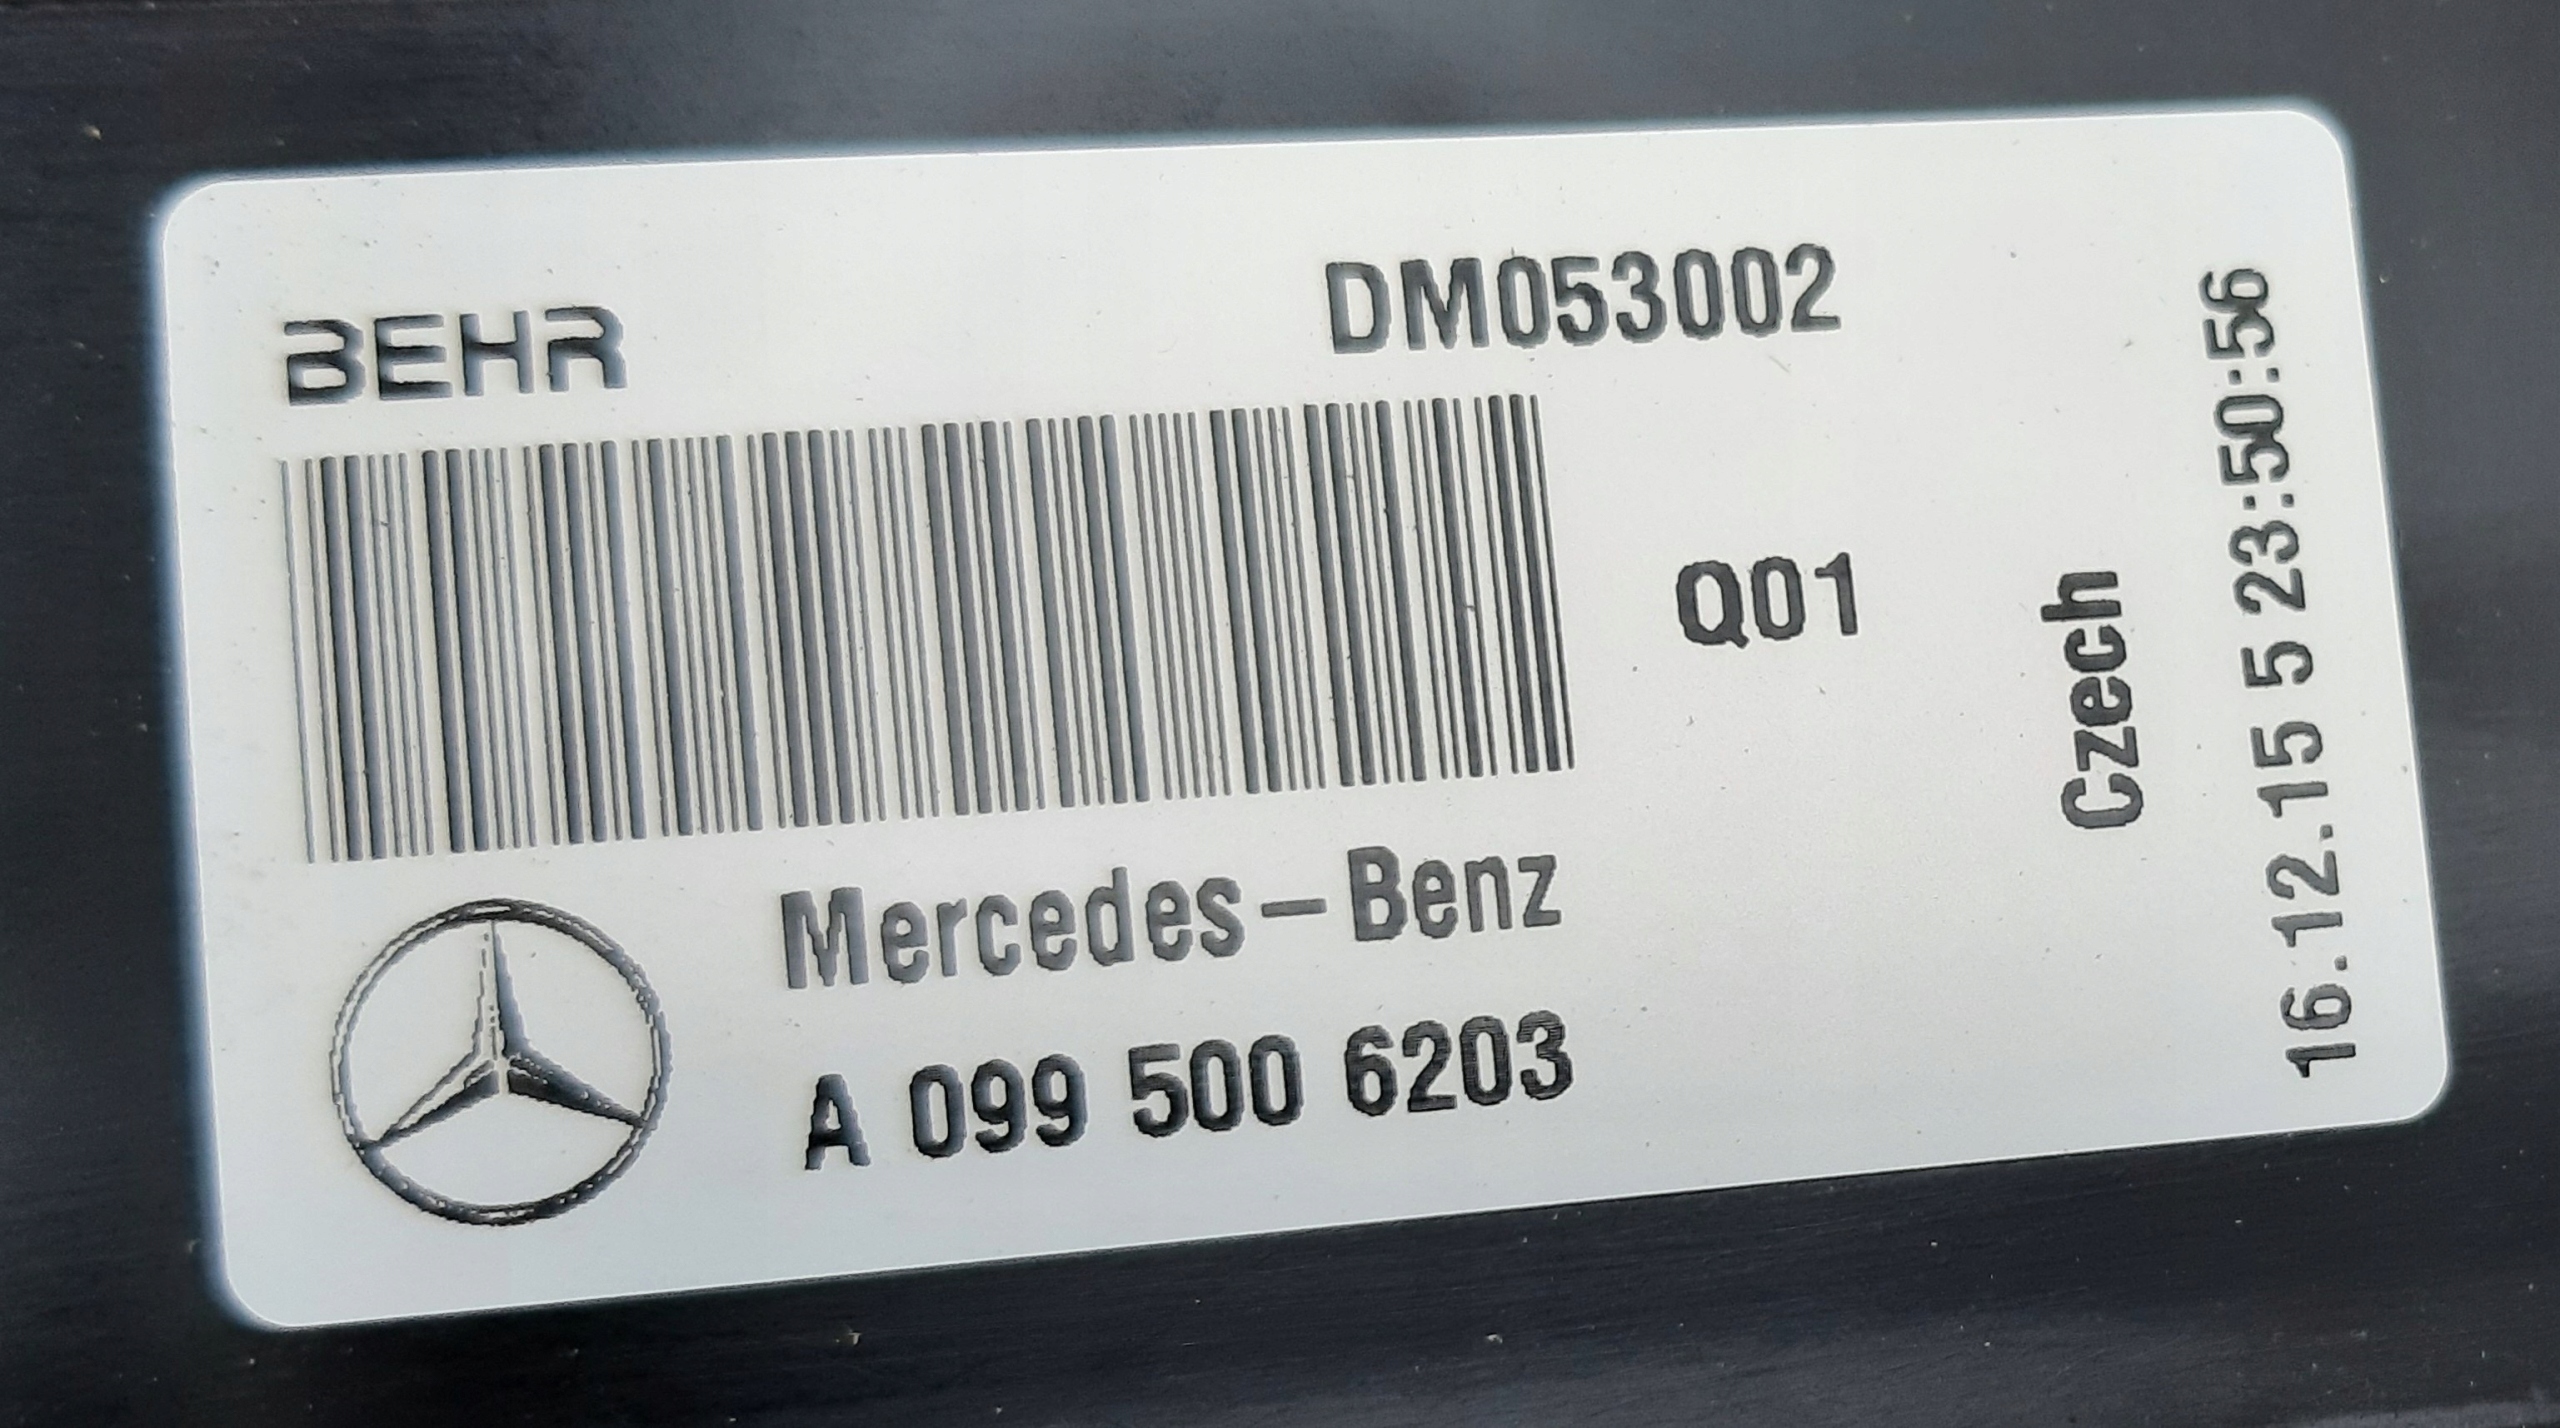 BEHR
DM053002
Q01
Mercedes-Benz
A 099 500 6203
Czech
16.12.15 5 23:50:56